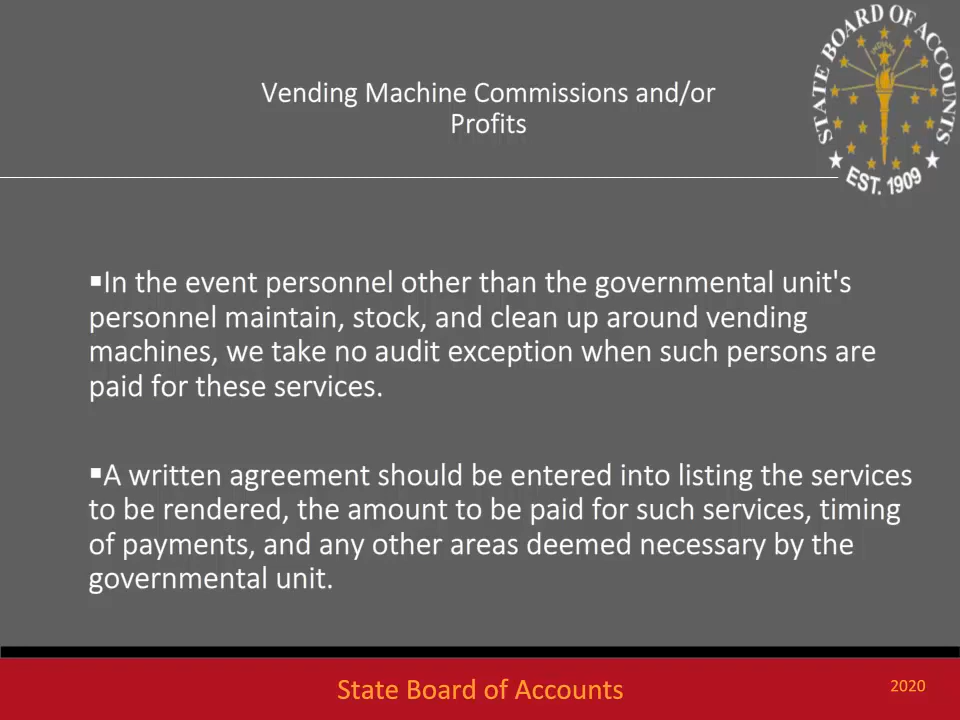 Vending Machine Commissions and/or
Profits
STATE BOARD OF ACCOUNTS
INDIANA
EST. 1909
▪In the event personnel other than the governmental unit's
personnel maintain, stock, and clean up around vending
machines, we take no audit exception when such persons are
paid for these services.
▪A written agreement should be entered into listing the services
to be rendered, the amount to be paid for such services, timing
of payments, and any other areas deemed necessary by the
governmental unit.
State Board of Accounts
2020